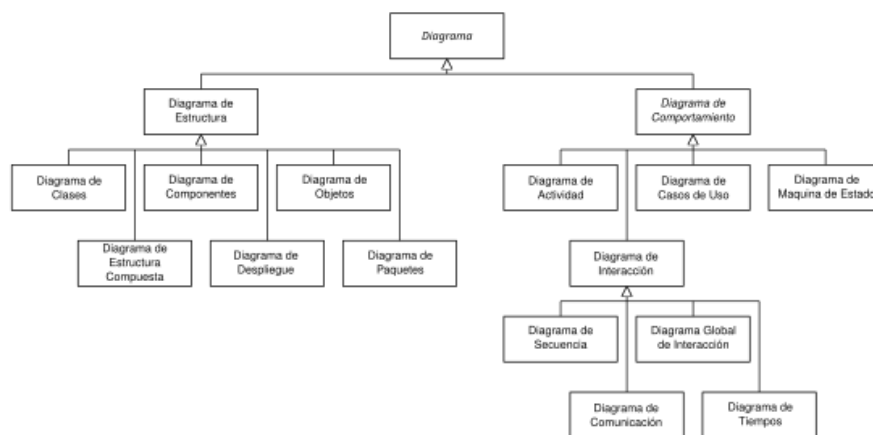 Diagrama
Diagrama de
Estructura
Diagrama de
Comportamiento
Diagrama de
Clases
Diagrama de
Componentes
Diagrama de
Objetos
Diagrama de
Actividad
Diagrama de
Casos de Uso
Diagrama de
Maquina de Estado
Diagrama de
Estructura
Compuesta
Diagrama de
Despliegue
Diagrama de
Paquetes
Diagrama de
Interacción
Diagrama de
Secuencia
Diagrama Global
de Interacción
Diagrama de
Comunicación
Diagrama de
Tiempos